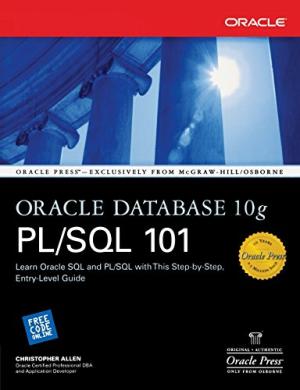 ORACLE
ORACLE PRESS™—EXCLUSIVELY FROM McGRAW-HILL/OSBORNE
ORACLE DATABASE 10g
PL/SQL 101
Learn Oracle SQL and PL/SQL with This Step-by-Step,
Entry-Level Guide
Oracle Press
FREE
CODE
ONLINE
CHRISTOPHER ALLEN
Oracle Certified Professional DBA
and Application Developer
ORIGINAL • AUTHENTIC
Oracle Press
ONLY FROM OSBORNE